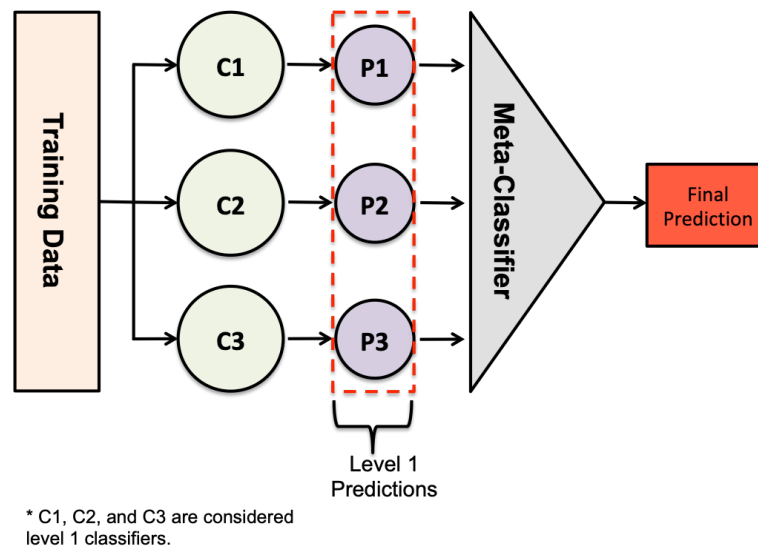 Training Data
C1
P1
C2
P2
C3
P3
Meta-Classifier
Final
Prediction
Level 1
Predictions
* C1, C2, and C3 are considered
level 1 classifiers.